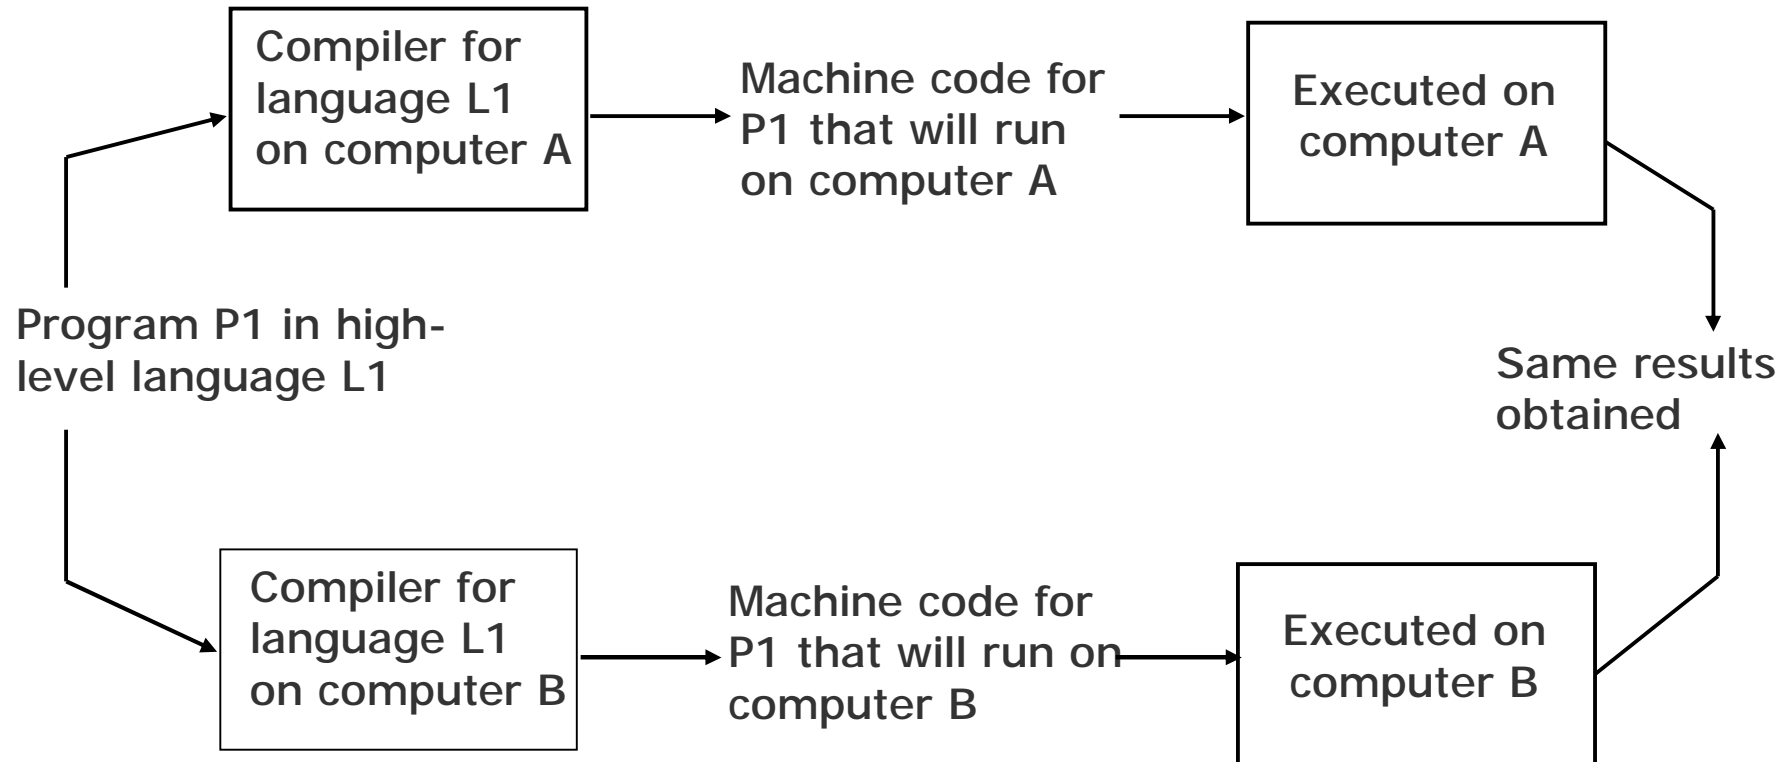 Compiler for
language L1
on computer A
Machine code for
P1 that will run
on computer A
Executed on
computer A
Program P1 in high-
level language L1
Same results
obtained
Compiler for
language L1
on computer B
Machine code for
P1 that will run on
computer B
Executed on
computer B